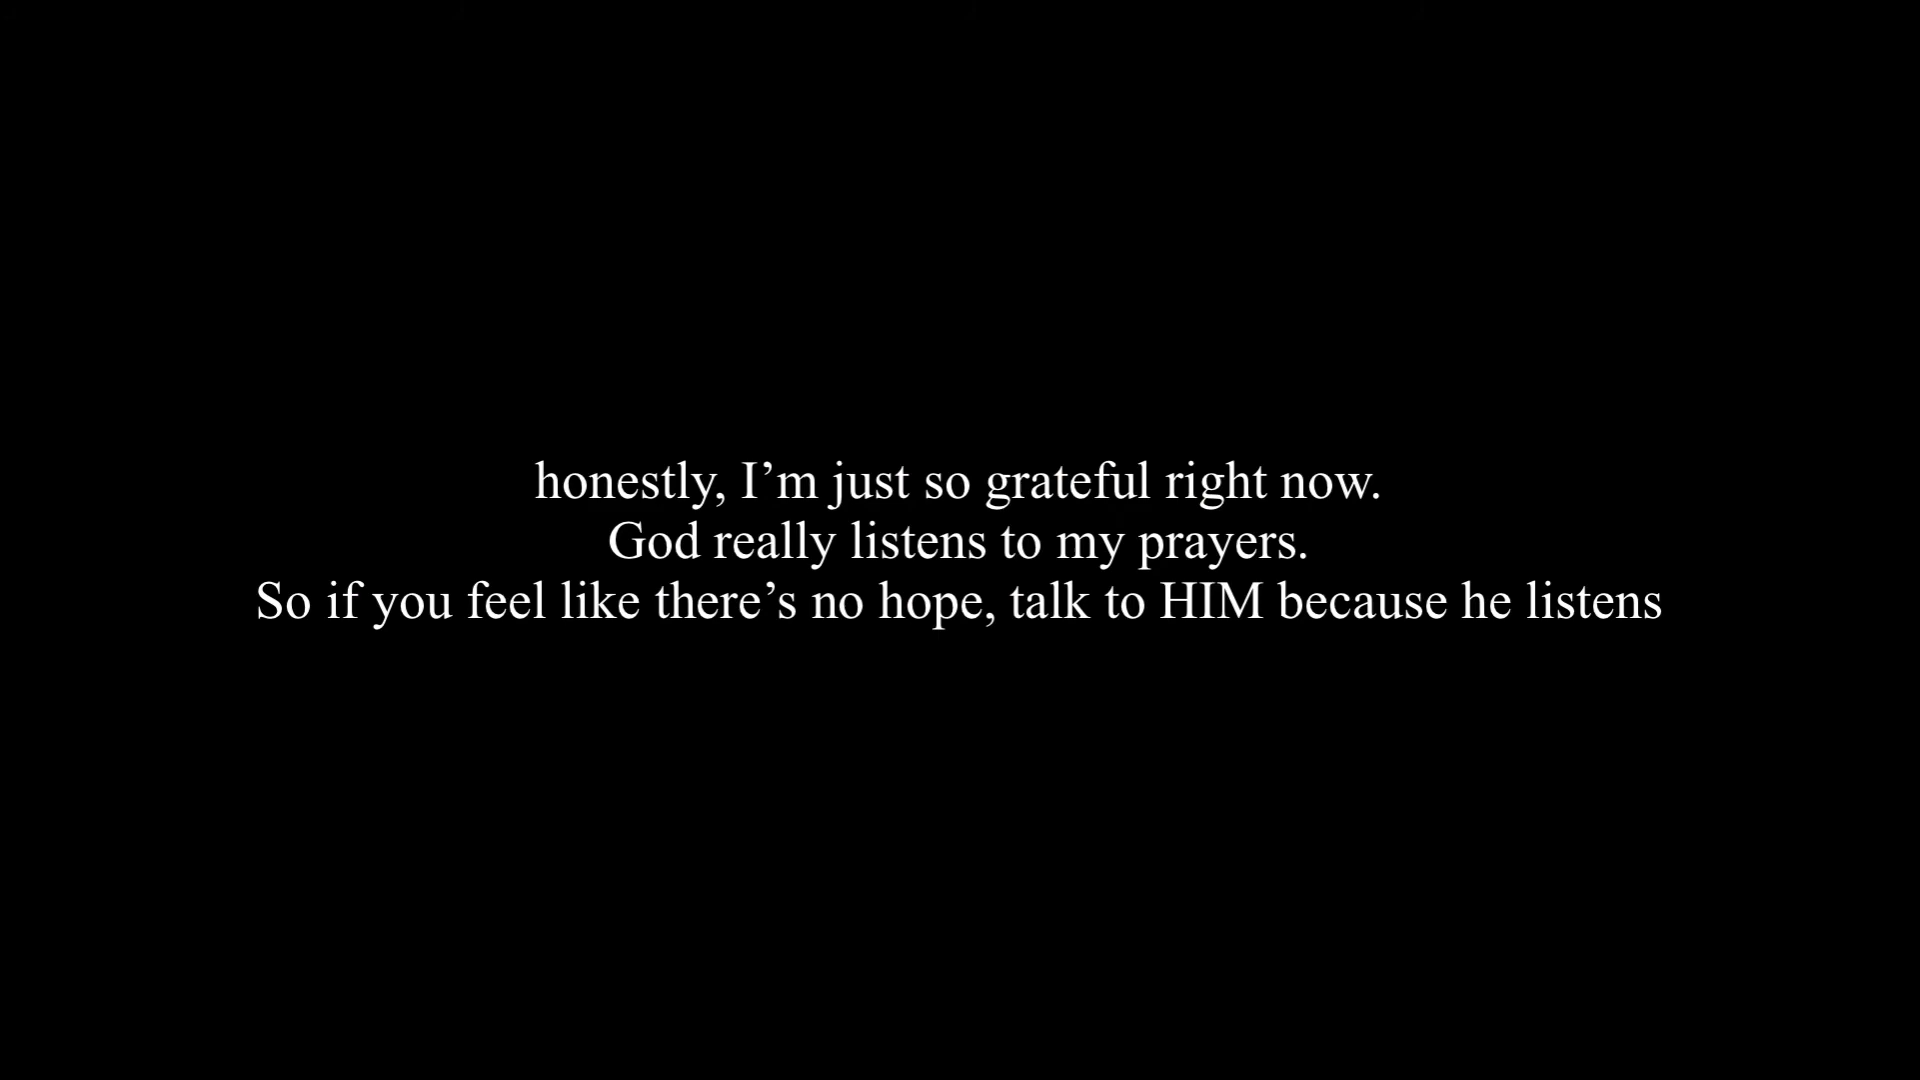 honestly, I’m just so grateful right now.
God really listens to my prayers.
So if you feel like there’s no hope, talk to HIM because he listens